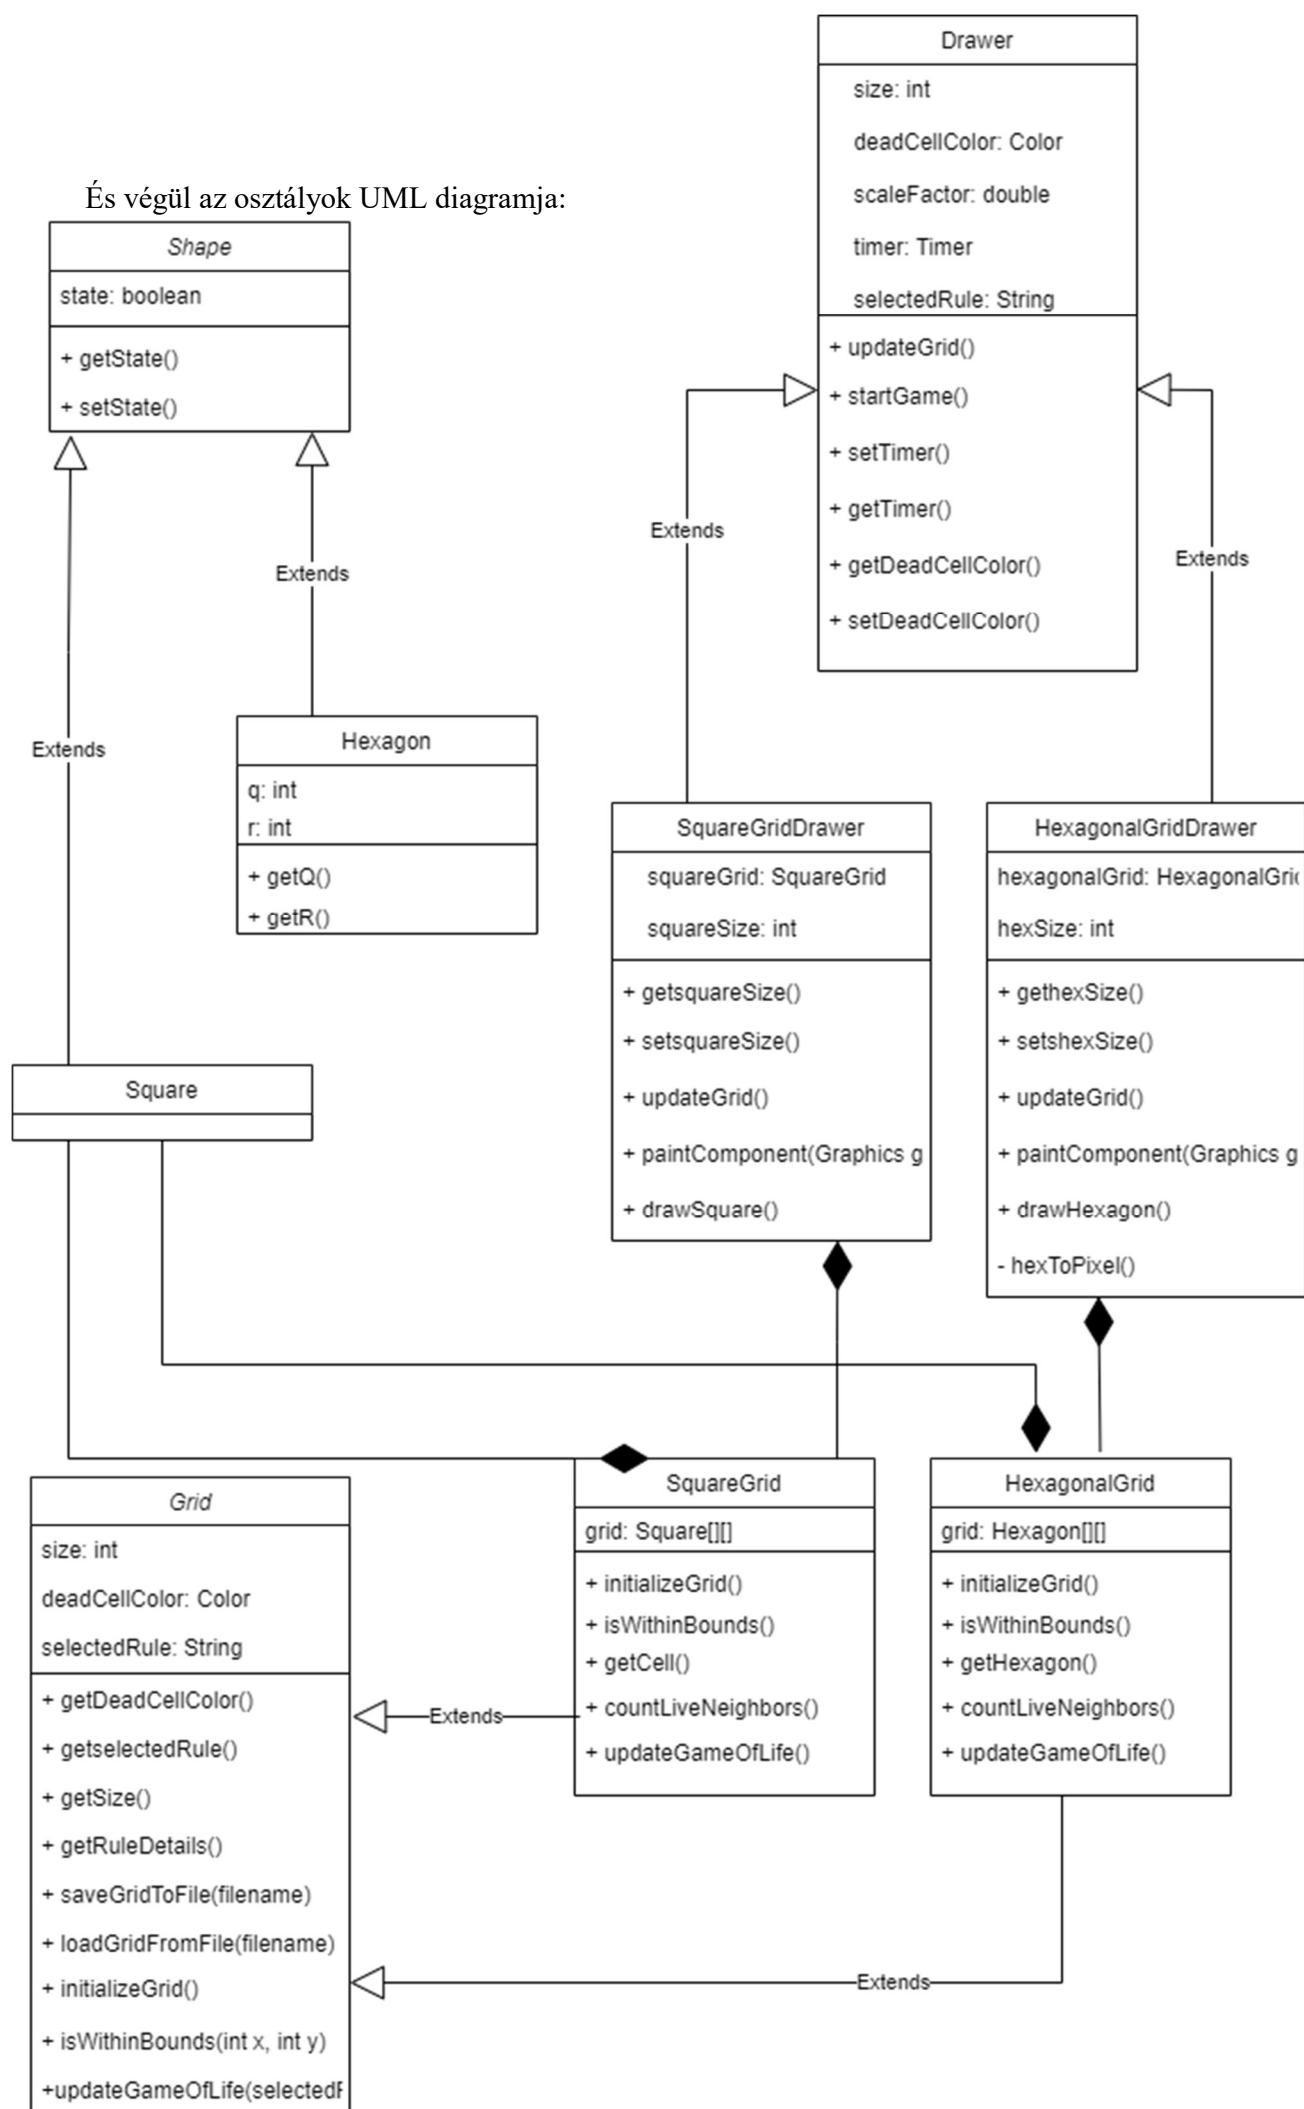 És végül az osztályok UML diagramja:
Drawer
size: int
deadCellColor: Color
scaleFactor: double
timer: Timer
selectedRule: String
+ updateGrid()
+ startGame()
+ setTimer()
+ getTimer()
+ getDeadCellColor()
+ setDeadCellColor()
Shape
state: boolean
+ getState()
+ setState()
Extends
Extends
Extends
Extends
Hexagon
q: int
r: int
+ getQ()
+ getR()
SquareGridDrawer
squareGrid: SquareGrid
squareSize: int
+ getsquareSize()
+ setsquareSize()
+ updateGrid()
+ paintComponent(Graphics g
+ drawSquare()
HexagonalGridDrawer
hexagonalGrid: HexagonalGri
hexSize: int
+ gethexSize()
+ setshexSize()
+ updateGrid()
+ paintComponent(Graphics g
+ drawHexagon()
- hexToPixel()
Square
Grid
size: int
deadCellColor: Color
selectedRule: String
+ getDeadCellColor()
+ getselectedRule()
+ getSize()
+ getRuleDetails()
+ saveGridToFile(filename)
+ loadGridFromFile(filename)
+ initializeGrid()
+ isWithinBounds(int x, int y)
+updateGameOfLife(selected
SquareGrid
grid: Square[][]
+ initializeGrid()
+ isWithinBounds()
+ getCell()
+ countLiveNeighbors()
+ updateGameOfLife()
HexagonalGrid
grid: Hexagon[][]
+ initializeGrid()
+ isWithinBounds()
+ getHexagon()
+ countLiveNeighbors()
+ updateGameOfLife()
Extends
Extends